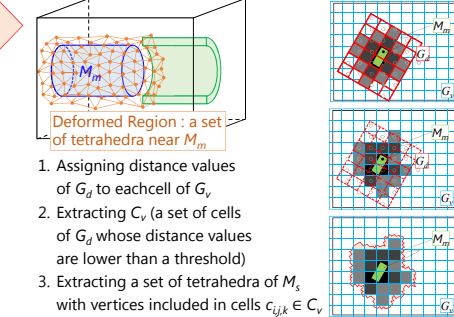 M_m
Deformed Region : a set
of tetrahedra near M_m
1. Assigning distance values
of G_d to eachcell of G_v
2. Extracting C_v (a set of cells
of G_d whose distance values
are lower than a threshold)
3. Extracting a set of tetrahedra of M_s
with vertices included in cells c_{i,j,k} ∈ C_v
M_m
G_d
G_v
M_m
G_d
G_v
M_m
G_v